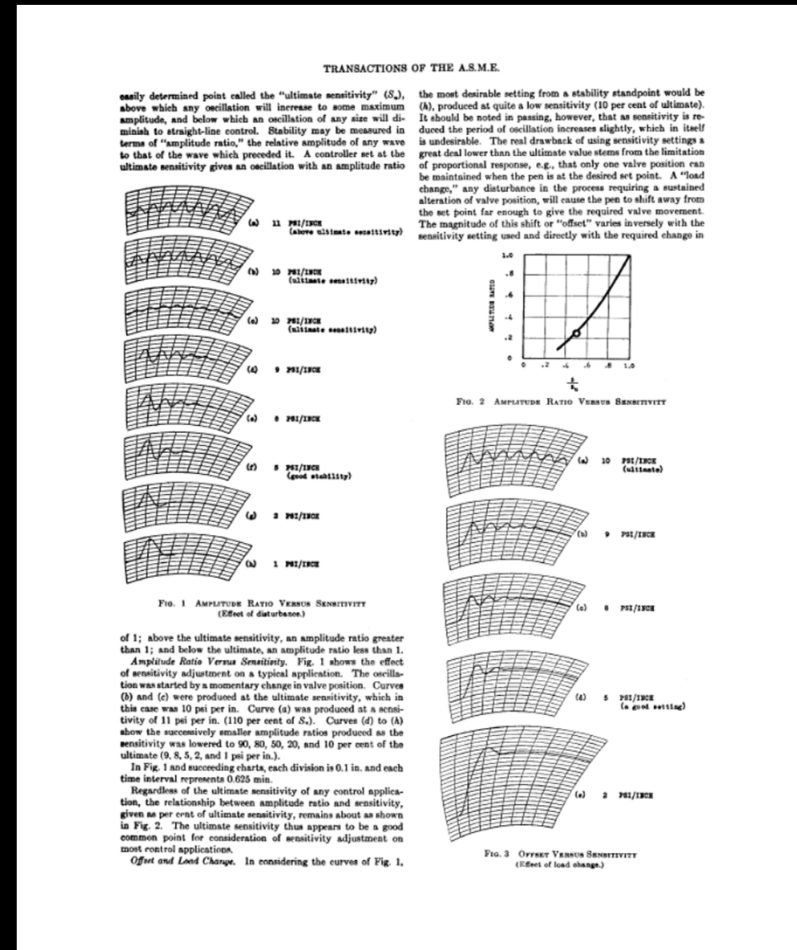 TRANSACTIONS OF THE A.S.M.E.
easily determined point called the "ultimate sensitivity" (Sᵤ),
above which any oscillation will increase to some maximum
amplitude, and below which an oscillation of any size will di-
minish to straight-line control. Stability may be measured in
terms of "amplitude ratio," the relative amplitude of any wave
to that of the wave which preceded it. A controller set at the
ultimate sensitivity gives an oscillation with an amplitude ratio
(a) 11 PSI/INCH
(above ultimate sensitivity)
(b) 10 PSI/INCH
(ultimate sensitivity)
(c) 10 PSI/INCH
(ultimate sensitivity)
(d) 9 PSI/INCH
(e) 8 PSI/INCH
(f) 5 PSI/INCH
(good stability)
(g) 2 PSI/INCH
(h) 1 PSI/INCH
FIG. 1 AMPLITUDE RATIO VERSUS SENSITIVITY
(Effect of disturbance.)
of 1; above the ultimate sensitivity, an amplitude ratio greater
than 1; and below the ultimate, an amplitude ratio less than 1.
Amplitude Ratio Versus Sensitivity. Fig. 1 shows the effect
of sensitivity adjustment on a typical application. The oscilla-
tion was started by a momentary change in valve position. Curves
(b) and (c) were produced at the ultimate sensitivity, which in
this case was 10 psi per in. Curve (a) was produced at a sensi-
tivity of 11 psi per in. (110 per cent of Sᵤ). Curves (d) to (h)
show the successively smaller amplitude ratios produced as the
sensitivity was lowered to 90, 80, 50, 20, and 10 per cent of the
ultimate (9, 8, 5, 2, and 1 psi per in.).
In Fig. 1 and succeeding charts, each division is 0.1 in. and each
time interval represents 0.625 min.
Regardless of the ultimate sensitivity of any control applica-
tion, the relationship between amplitude ratio and sensitivity,
given as per cent of ultimate sensitivity, remains about as shown
in Fig. 2. The ultimate sensitivity thus appears to be a good
common point for consideration of sensitivity adjustment on
most control applications.
Offset and Load Change. In considering the curves of Fig. 1,
the most desirable setting from a stability standpoint would be
(h), produced at quite a low sensitivity (10 per cent of ultimate).
It should be noted in passing, however, that as sensitivity is re-
duced the period of oscillation increases slightly, which in itself
is undesirable. The real drawback of using sensitivity settings a
great deal lower than the ultimate value stems from the limitation
of proportional response, e.g., that only one valve position can
be maintained when the pen is at the desired set point. A "load
change," any disturbance in the process requiring a sustained
alteration of valve position, will cause the pen to shift away from
the set point far enough to give the required valve movement.
The magnitude of this shift or "offset" varies inversely with the
sensitivity setting used and directly with the required change in
AMPLITUDE RATIO
1.0
.8
.6
.4
.2
0
0 .2 .4 .6 .8 1.0
S
Sᵤ
FIG. 2 AMPLITUDE RATIO VERSUS SENSITIVITY
(a) 10 PSI/INCH
(ultimate)
(b) 9 PSI/INCH
(c) 8 PSI/INCH
(d) 5 PSI/INCH
(a good setting)
(e) 2 PSI/INCH
FIG. 3 OFFSET VERSUS SENSITIVITY
(Effect of load change.)